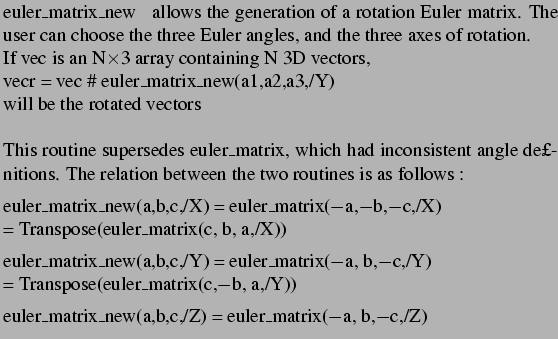 euler_matrix_new allows the generation of a rotation Euler matrix. The
user can choose the three Euler angles, and the three axes of rotation.
If vec is an N×3 array containing N 3D vectors,
vecr = vec # euler_matrix_new(a1,a2,a3,/Y)
will be the rotated vectors
This routine supersedes euler_matrix, which had inconsistent angle de£-
nitions. The relation between the two routines is as follows :
euler_matrix_new(a,b,c,/X) = euler_matrix(−a,−b,−c,/X)
= Transpose(euler_matrix(c, b, a,/X))
euler_matrix_new(a,b,c,/Y) = euler_matrix(−a, b,−c,/Y)
= Transpose(euler_matrix(c,−b, a,/Y))
euler_matrix_new(a,b,c,/Z) = euler_matrix(−a, b,−c,/Z)